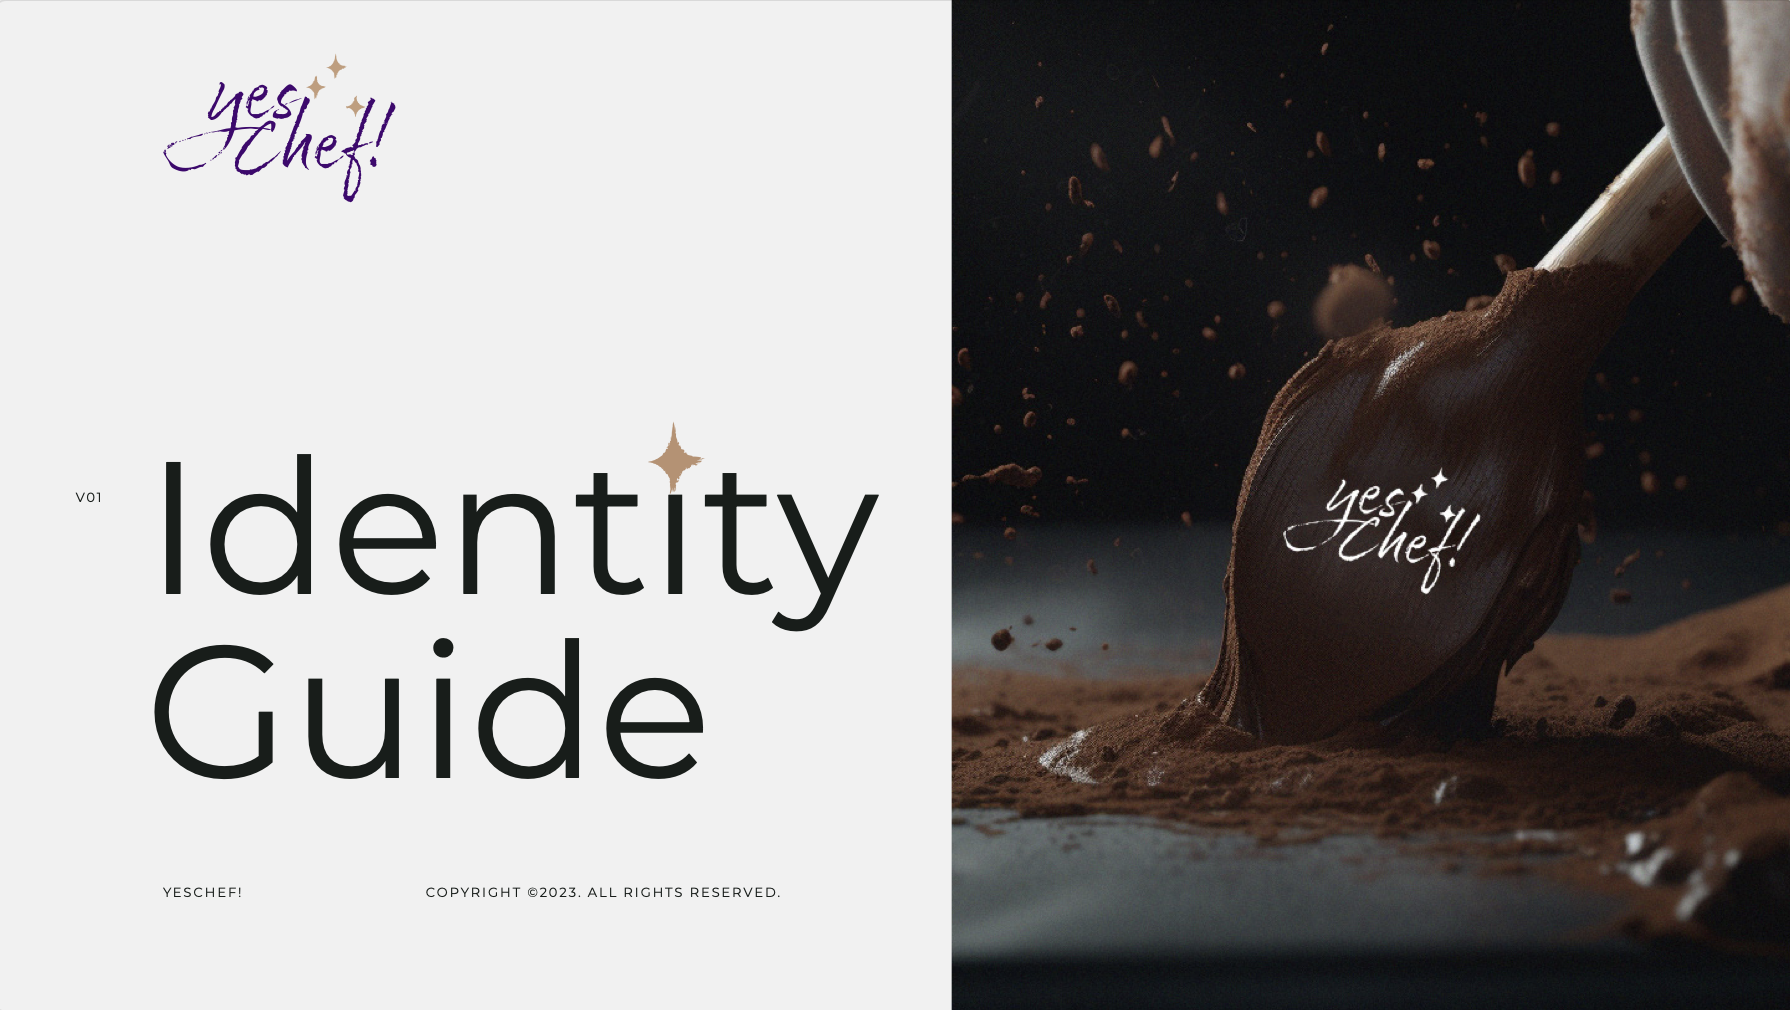 yes
Chef!
V01
Identity
Guide
YESCHEF!
COPYRIGHT ©2023. ALL RIGHTS RESERVED.
yes
Chef!